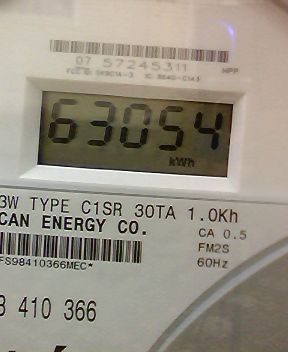 07 57245311
HPP
63054
kWh
3W TYPE C1SR 30TA 1.0Kh
CAN ENERGY CO.
CA 0.5
FM2S
FS98410366MEC*
60Hz
410 366